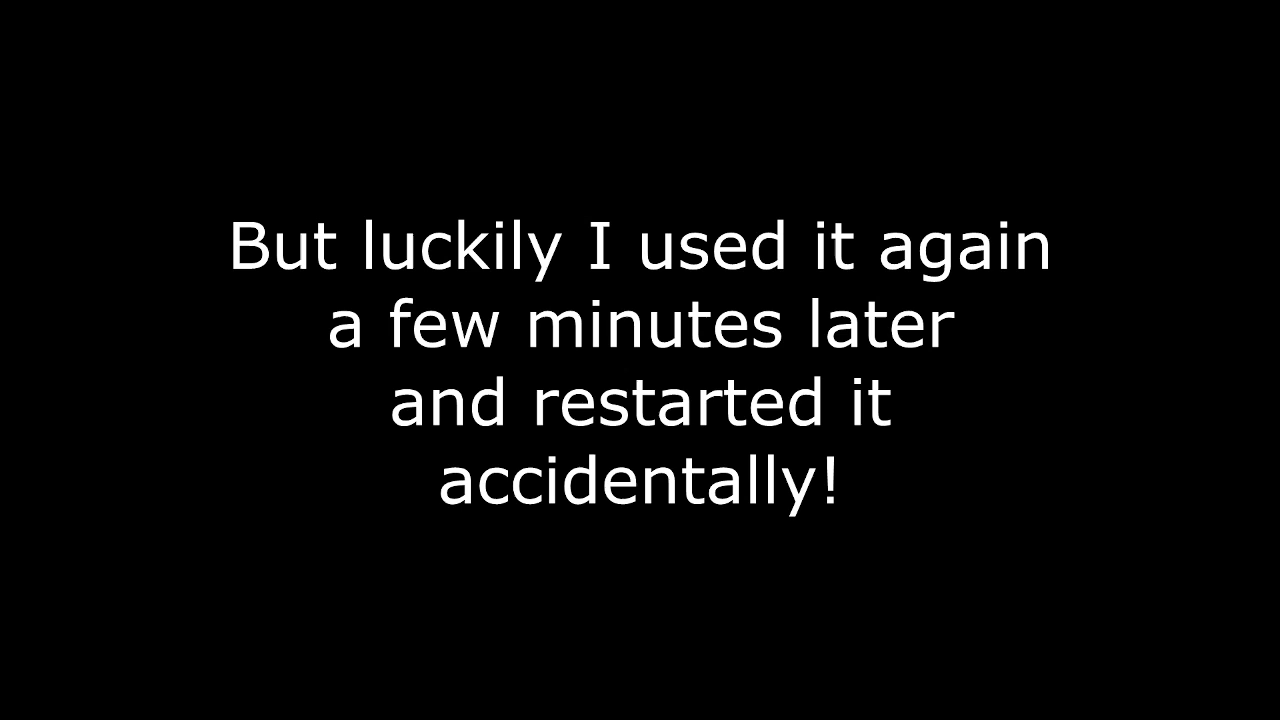 But luckily I used it again
a few minutes later
and restarted it
accidentally!